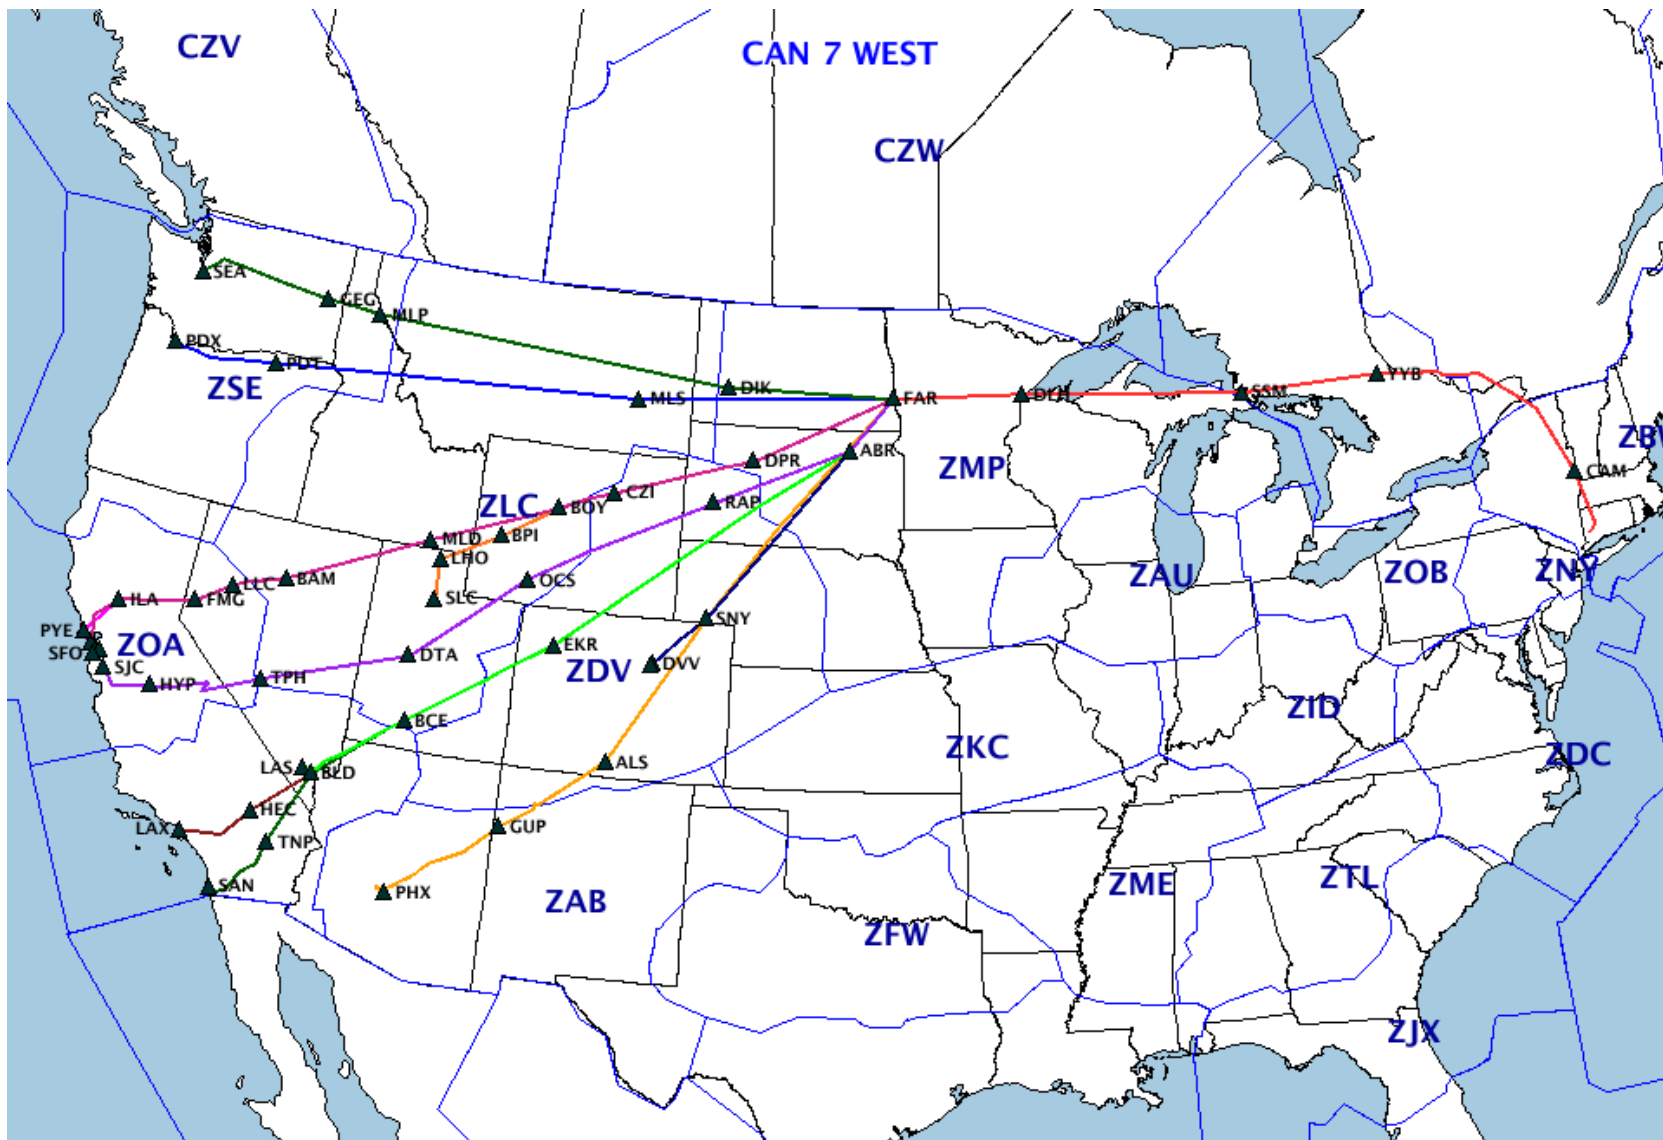 CZV
CAN 7 WEST
CZW
SEA
GEG
MLP
PDX
PDT
ZSE
MLS
DIK
FAR
DLH
SSM
YYB
ZBW
ABR
DPR
ZMP
CAM
CZI
RAP
ZLC
BOY
BPI
MLD
LHO
BAM
LLC
OCS
ZAU
ZOB
ZNY
ILA
FMG
SLC
SNY
PYE
ZOA
SFO
EKR
DTA
DVV
ZDV
SJC
HYP
TPH
BCE
ZID
ZKC
ZDC
LAS
BLD
ALS
HEC
LAX
GUP
TNP
SAN
PHX
ZAB
ZME
ZTL
ZFW
ZJX